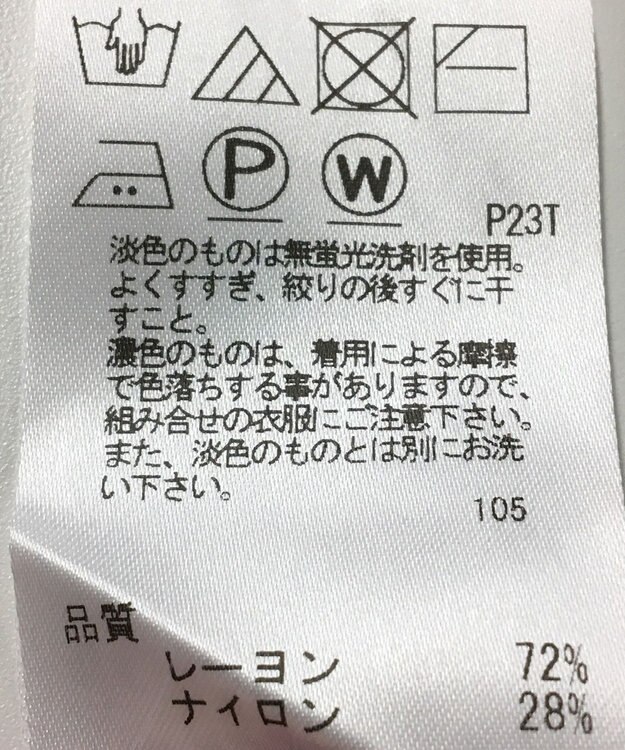 P
W
P23T
淡色のものは無蛍光洗剤を使用。
よくすすぎ、絞りの後すぐに干
すこと。
濃色のものは、着用による摩擦
で色落ちする事がありますので、
組み合せの衣服にご注意下さい。
また、淡色のものとは別にお洗
い下さい。
105
品質
レーヨン 72%
ナイロン 28%